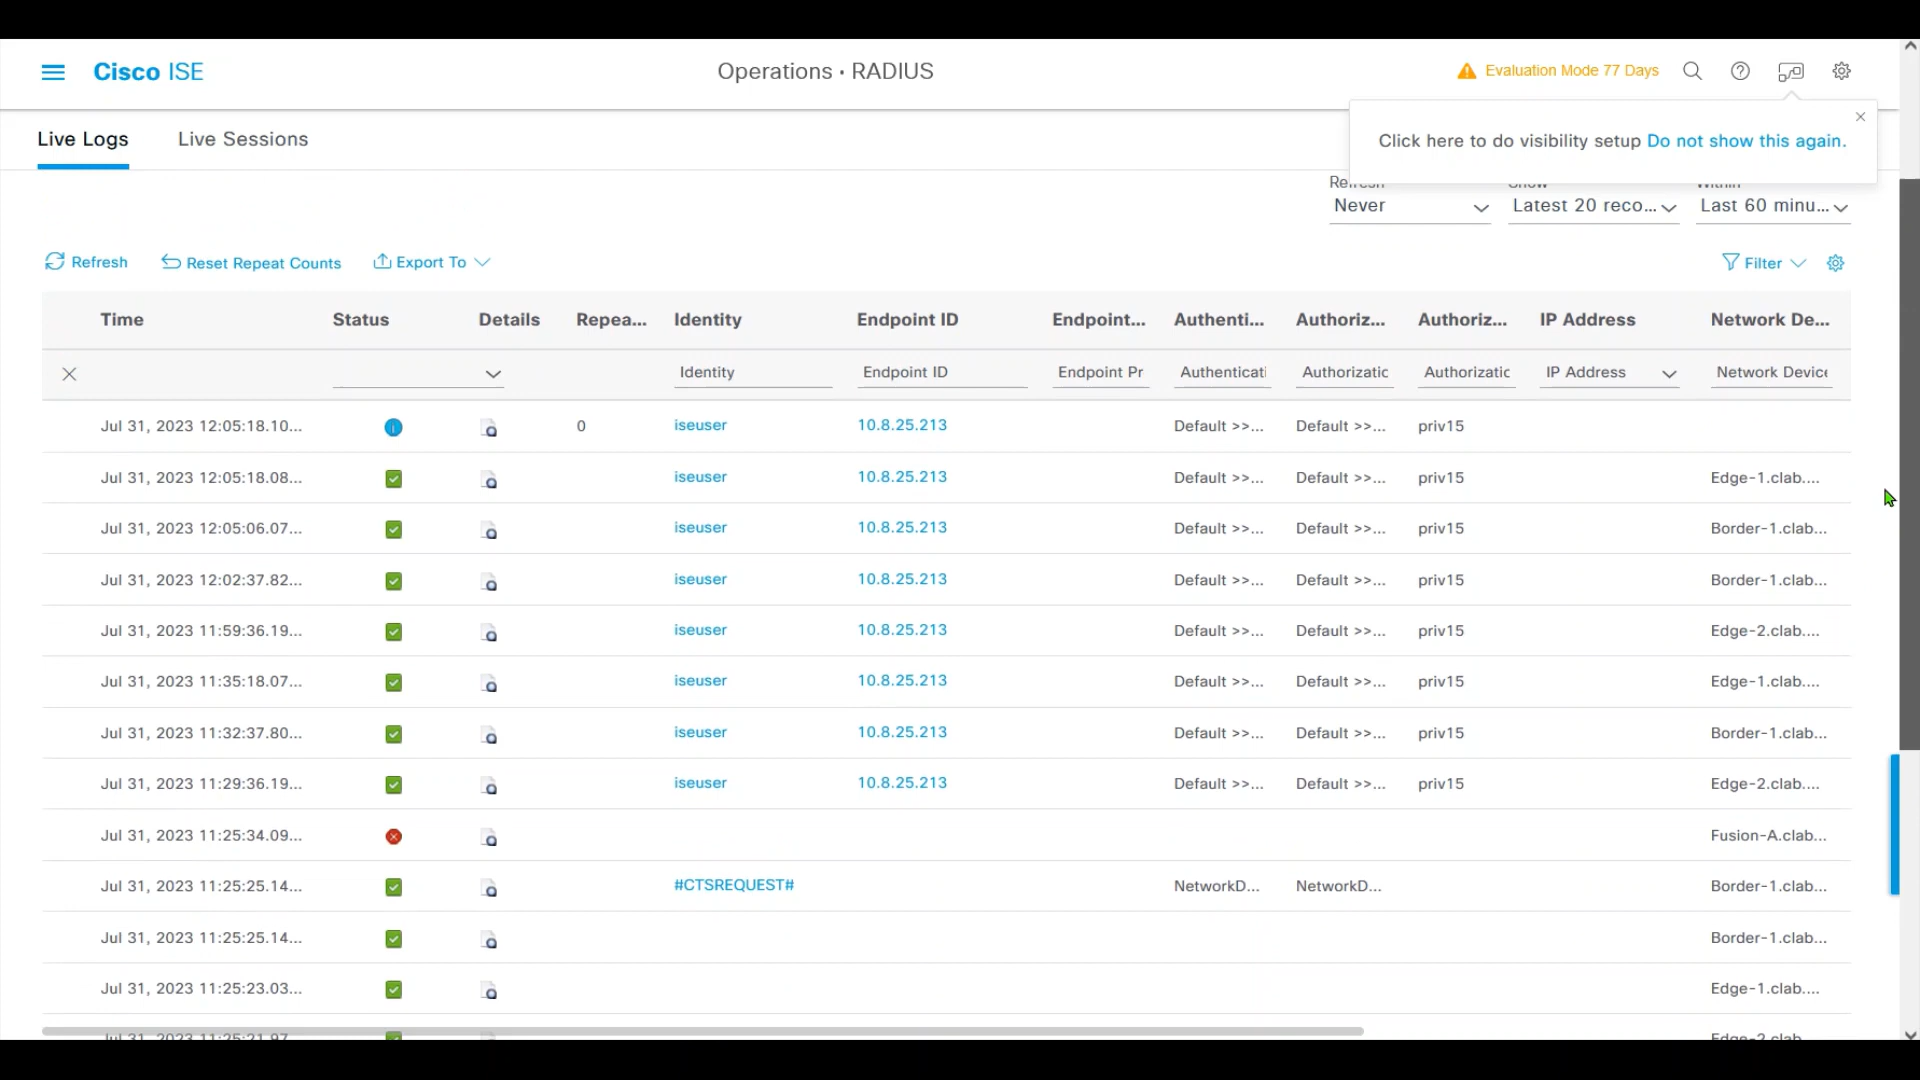 Cisco ISE
Operations · RADIUS
Evaluation Mode 77 Days
Live Logs
Live Sessions
Click here to do visibility setup Do not show this again.
Refresh
Never
Latest 20 reco...
Last 60 minu...
Refresh
Reset Repeat Counts
Export To
Filter
Time Status Details Repea... Identity Endpoint ID Endpoint... Authenti... Authoriz... Authoriz... IP Address Network De...
Identity Endpoint ID Endpoint Pr Authenticati Authorizatic Authorizatic IP Address Network Device
Jul 31, 2023 12:05:18.10... 0 iseuser 10.8.25.213 Default >>... Default >>... priv15
Jul 31, 2023 12:05:18.08... iseuser 10.8.25.213 Default >>... Default >>... priv15 Edge-1.clab....
Jul 31, 2023 12:05:06.07... iseuser 10.8.25.213 Default >>... Default >>... priv15 Border-1.clab...
Jul 31, 2023 12:02:37.82... iseuser 10.8.25.213 Default >>... Default >>... priv15 Border-1.clab...
Jul 31, 2023 11:59:36.19... iseuser 10.8.25.213 Default >>... Default >>... priv15 Edge-2.clab....
Jul 31, 2023 11:35:18.07... iseuser 10.8.25.213 Default >>... Default >>... priv15 Edge-1.clab....
Jul 31, 2023 11:32:37.80... iseuser 10.8.25.213 Default >>... Default >>... priv15 Border-1.clab...
Jul 31, 2023 11:29:36.19... iseuser 10.8.25.213 Default >>... Default >>... priv15 Edge-2.clab....
Jul 31, 2023 11:25:34.09... Fusion-A.clab...
Jul 31, 2023 11:25:25.14... #CTSREQUEST# NetworkD... NetworkD... Border-1.clab...
Jul 31, 2023 11:25:25.14... Border-1.clab...
Jul 31, 2023 11:25:23.03... Edge-1.clab....